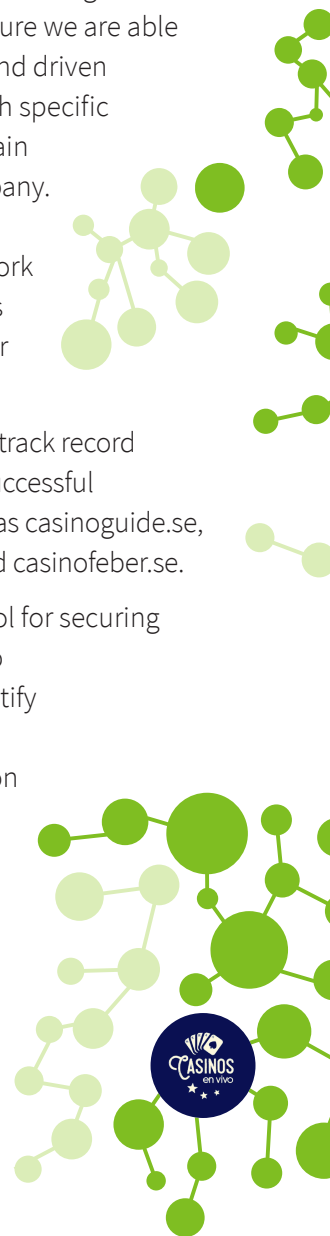 ure we are able
nd driven
h specific
ain
pany.
ork
s
r
track record
uccessful
as casinoguide.se,
d casinofeber.se.
ol for securing
o
tify
on
CASINOS
en vivo